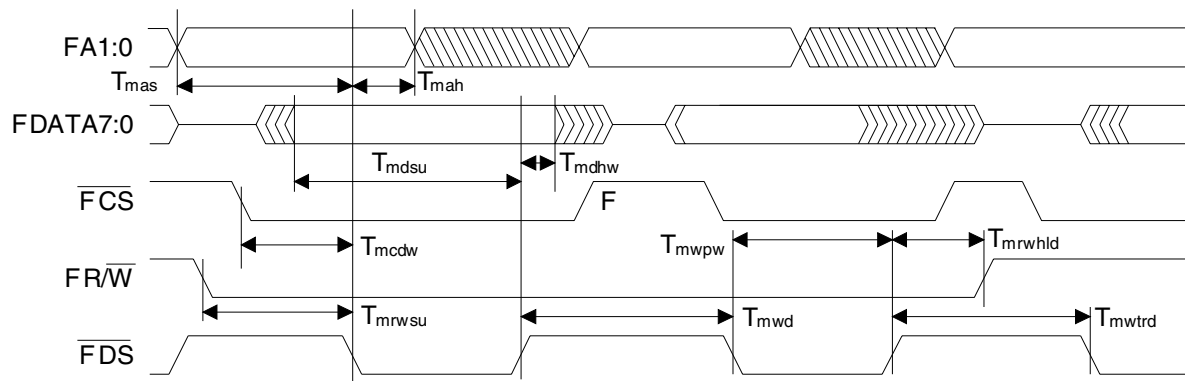 FA1:0
Tmas
Tmah
FDATA7:0
Tmdsu
Tmdhw
FCS
F
Tmcdw
Tmwpw
Tmrwhld
FR/W
Tmrwsu
Tmwd
Tmwtrd
FDS